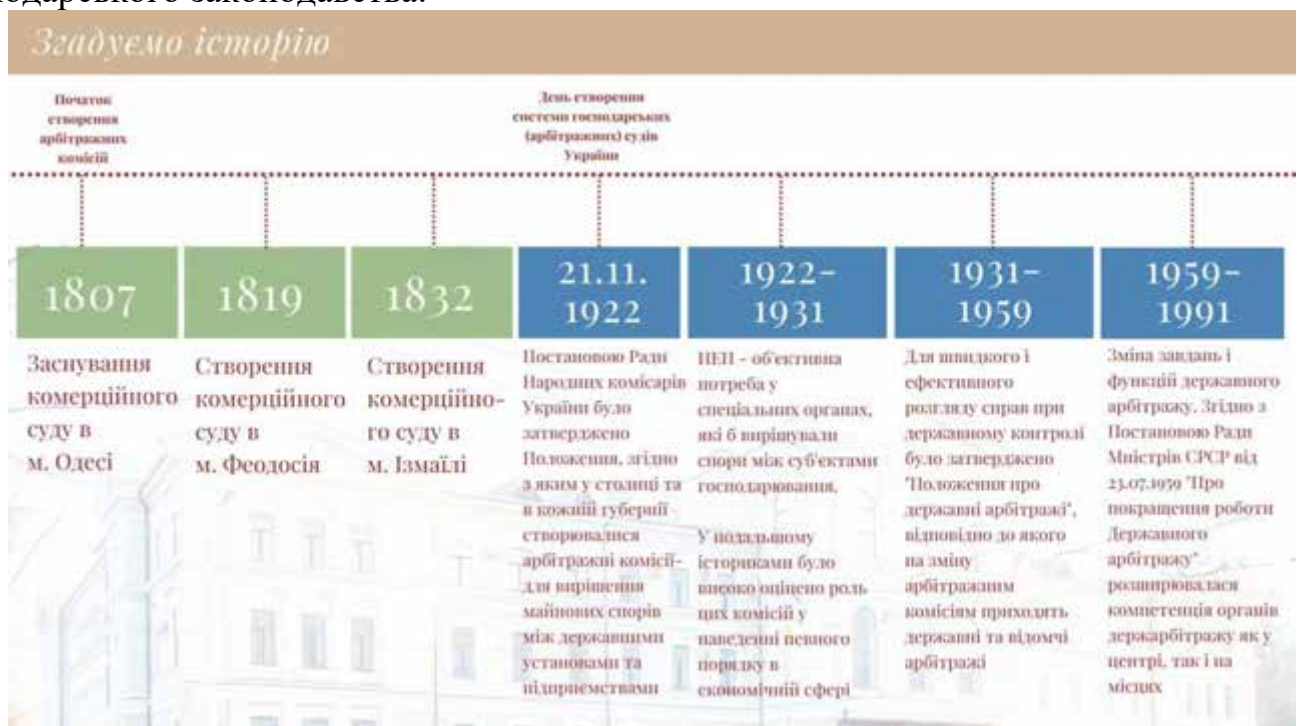 подарського законодавства.
Згадуємо історію
Початок
створення
арбітражних
комісій
День створення
системи господарських
(арбітражних) судів
України
1807
Заснування
комерційного
суду в
м. Одесі
1819
Створення
комерційного
суду в
м. Феодосія
1832
Створення
комерційно-
го суду в
м. Ізмаїлі
21.11.
1922
Постановою Ради
Народних комісарів
України було
затверджено
Положення, згідно
з яким у столиці та
в кожній губернії
створювалися
арбітражні комісії-
для вирішення
майнових спорів
між державними
установами та
підприємствами
1922-
1931
НЕП - об'єктивна
потреба у
спеціальних органах,
які б вирішували
спори між суб'єктами
господарювання.
У подальшому
істориками було
високо оцінено роль
цих комісій у
наведенні певного
порядку в
економічній сфері
1931-
1959
Для швидкого і
ефективного
розгляду справ при
державному контролі
було затверджено
"Положення про
державні арбітражі",
відповідно до якого
на зміну
арбітражним
комісіям приходять
державні та відомчі
арбітражі
1959-
1991
Зміна завдань і
функцій державного
арбітражу. Згідно з
Постановою Ради
Мністрів СРСР від
23.07.1959 "Про
покращення роботи
Державного
арбітражу"
розширювалася
компетенція органів
держарбітражу як у
центрі, так і на
місцях